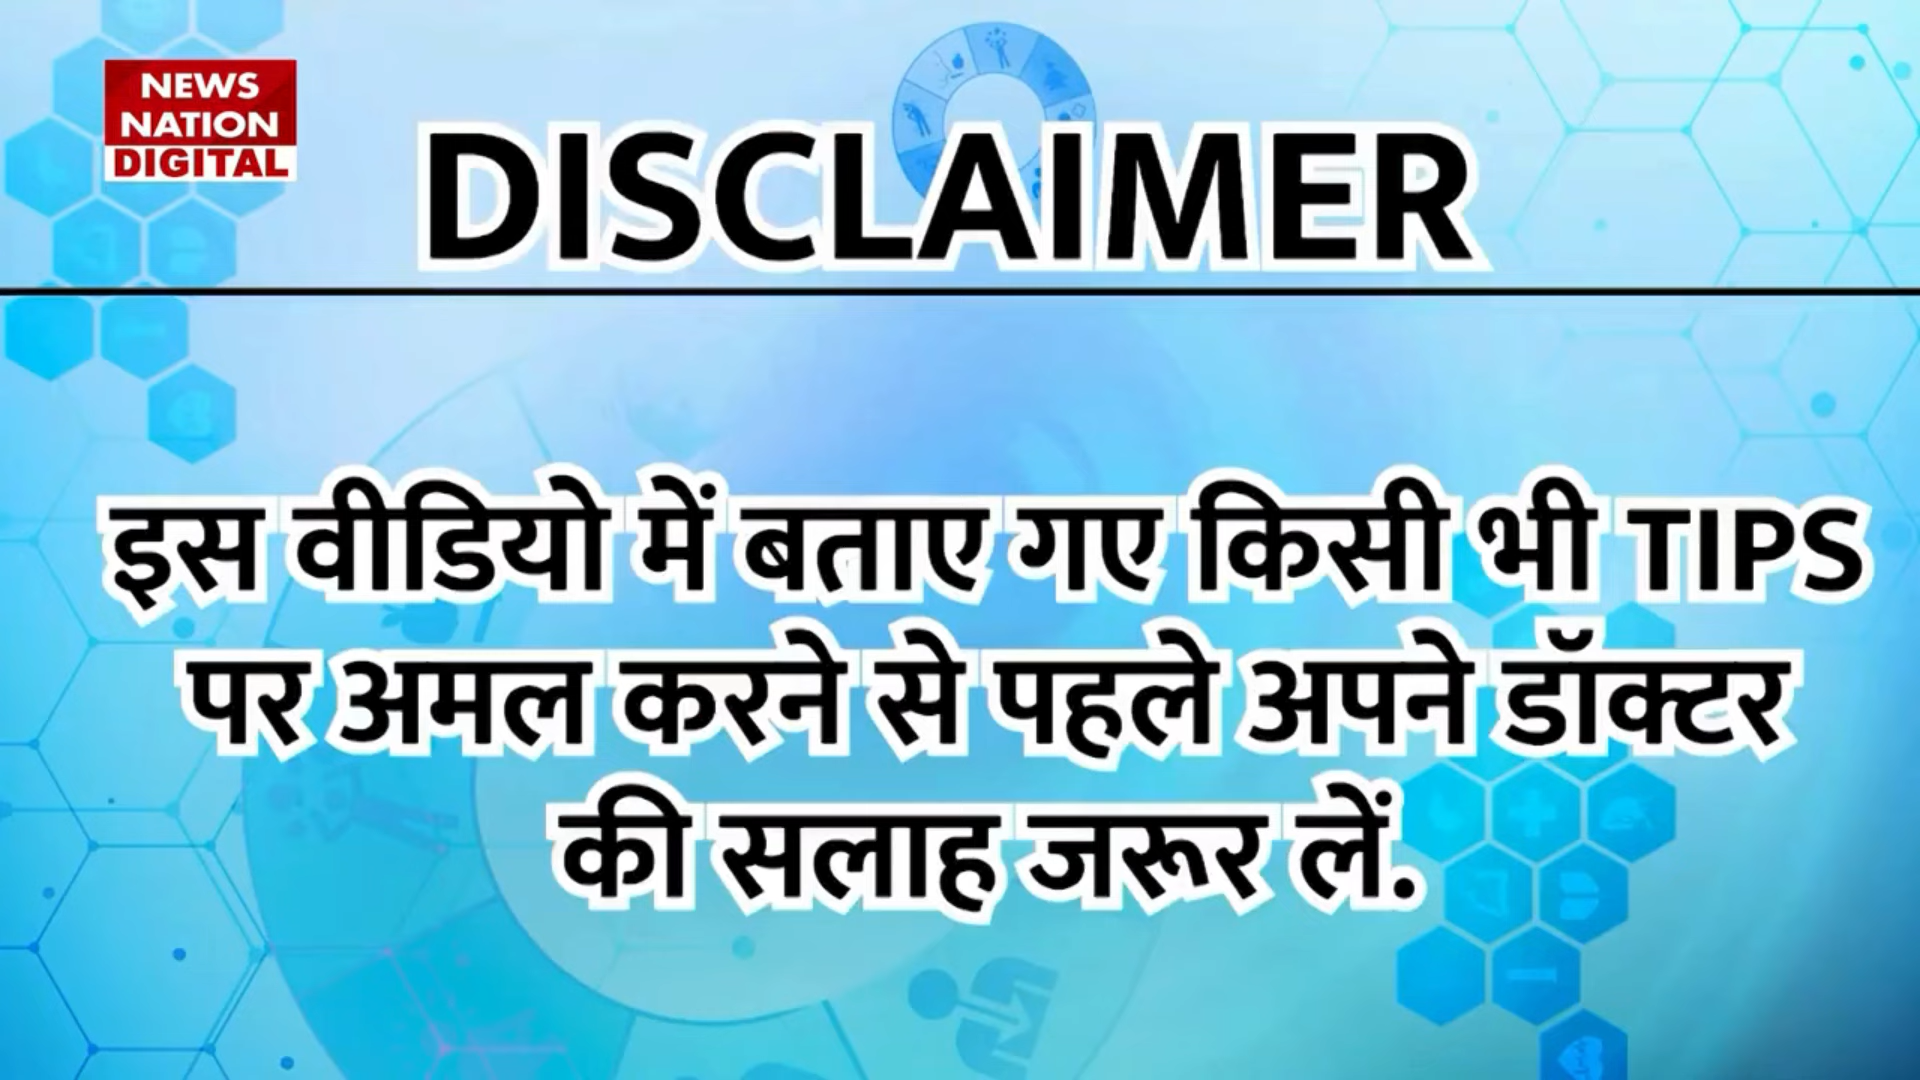 NEWS
NATION
DIGITAL
DISCLAIMER
इस वीडियो में बताए गए किसी भी TIPS
पर अमल करने से पहले अपने डॉक्टर
की सलाह जरूर लें.